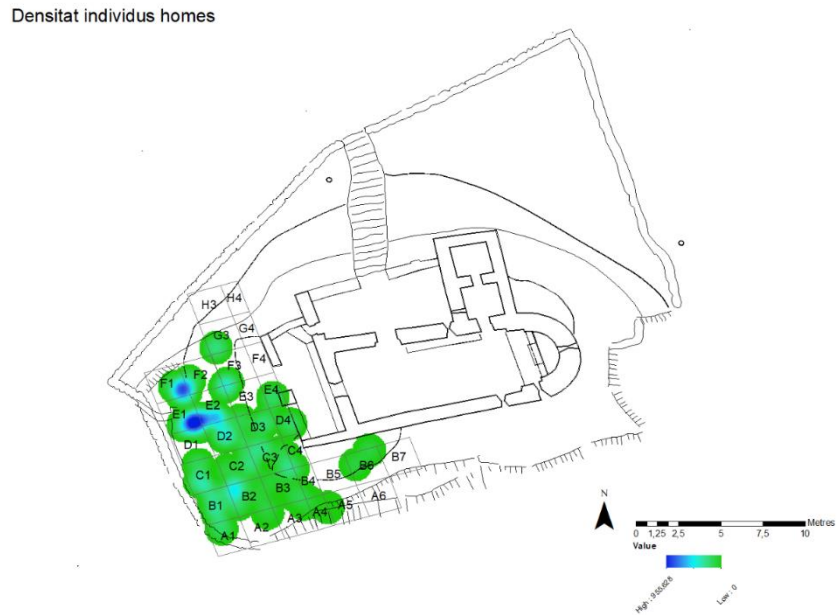 Densitat individus homes
H3 H4
G3 G4
F1 F2 F3 F4
E1 E2 E3 E4
D1 D2 D3 D4
C1 C2 C3 C4
B1 B2 B3 B4 B5 B6 B7
A1 A2 A3 A4 A5 A6
N
Metres
0 1,25 2,5 5 7,5 10
Value
Low : 0